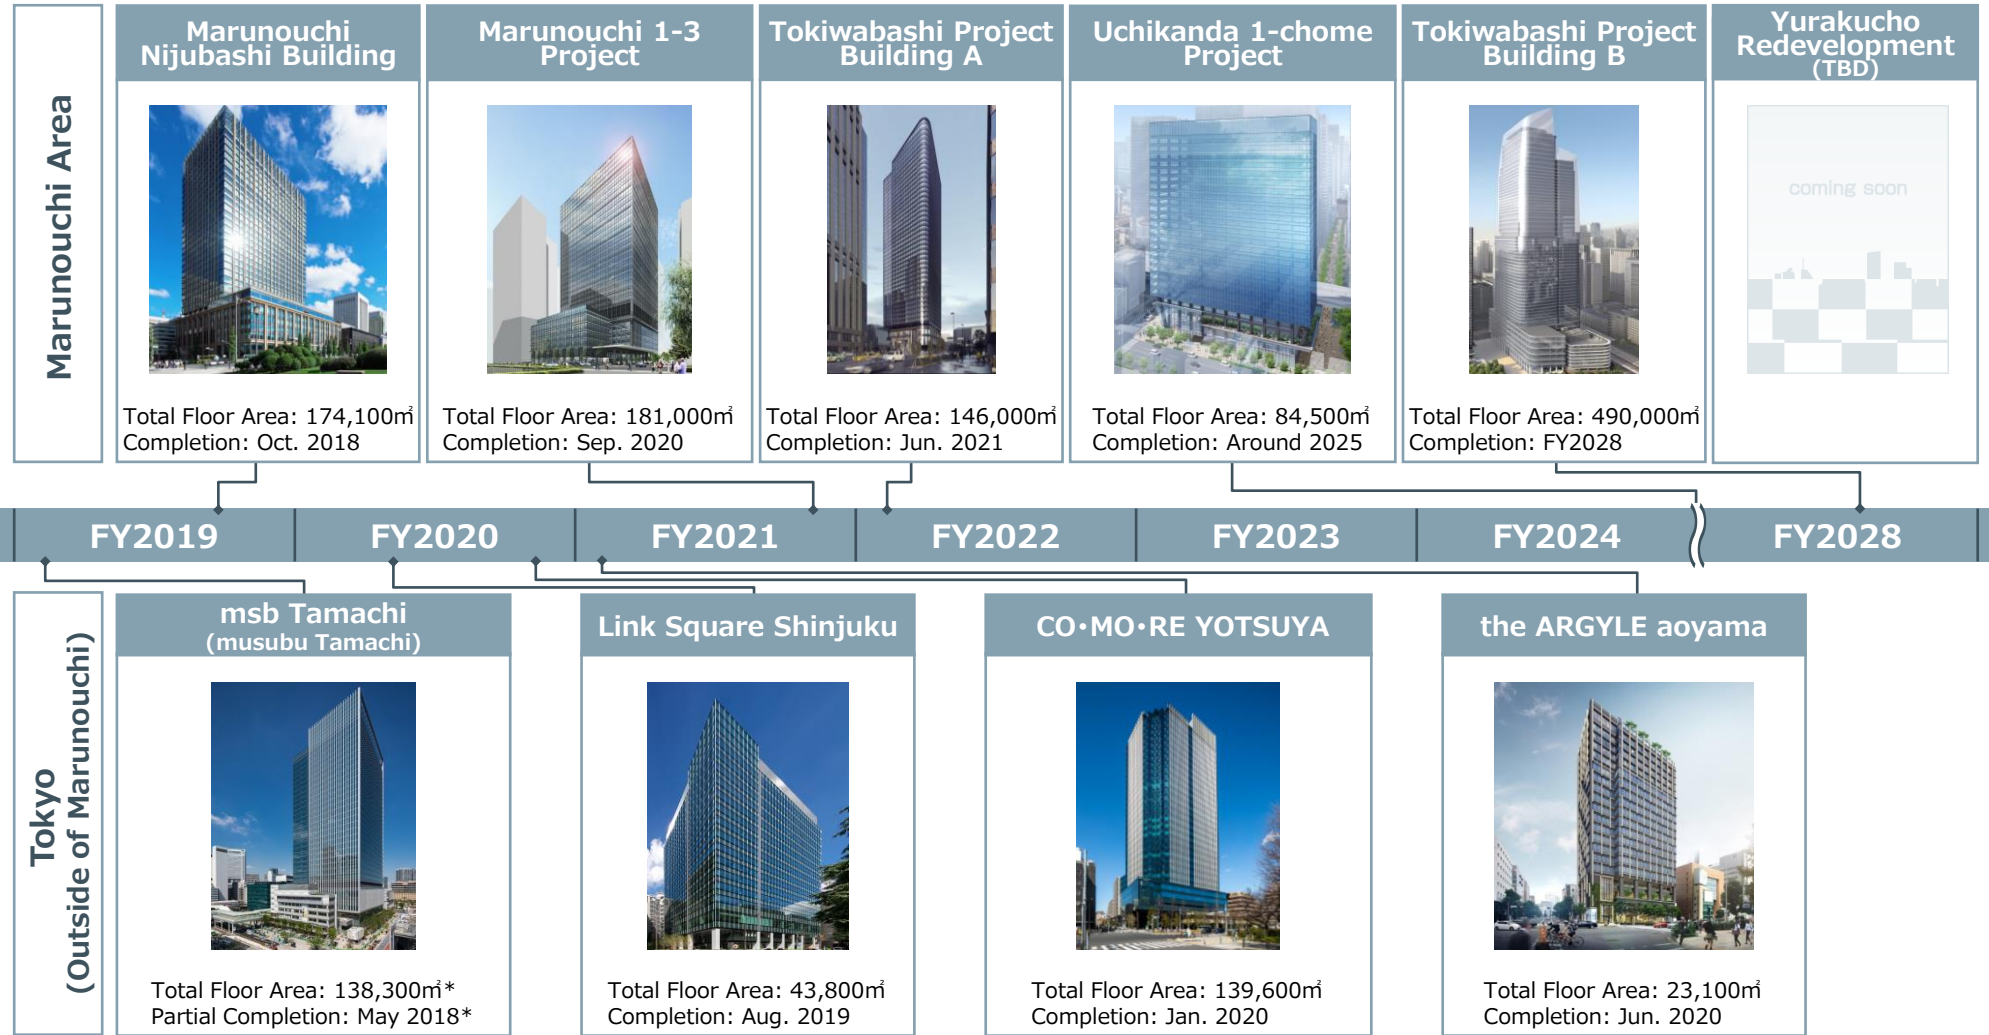 Marunouchi Area
Marunouchi
Nijubashi Building
Total Floor Area: 174,100㎡
Completion: Oct. 2018
Marunouchi 1-3
Project
Total Floor Area: 181,000㎡
Completion: Sep. 2020
Tokiwabashi Project
Building A
Total Floor Area: 146,000㎡
Completion: Jun. 2021
Uchikanda 1-chome
Project
Total Floor Area: 84,500㎡
Completion: Around 2025
Tokiwabashi Project
Building B
Total Floor Area: 490,000㎡
Completion: FY2028
Yurakucho
Redevelopment
(TBD)
coming soon
FY2019
FY2020
FY2021
FY2022
FY2023
FY2024
FY2028
Tokyo
(Outside of Marunouchi)
msb Tamachi
(musubu Tamachi)
Total Floor Area: 138,300㎡*
Partial Completion: May 2018*
Link Square Shinjuku
Total Floor Area: 43,800㎡
Completion: Aug. 2019
CO・MO・RE YOTSUYA
Total Floor Area: 139,600㎡
Completion: Jan. 2020
the ARGYLE aoyama
Total Floor Area: 23,100㎡
Completion: Jun. 2020